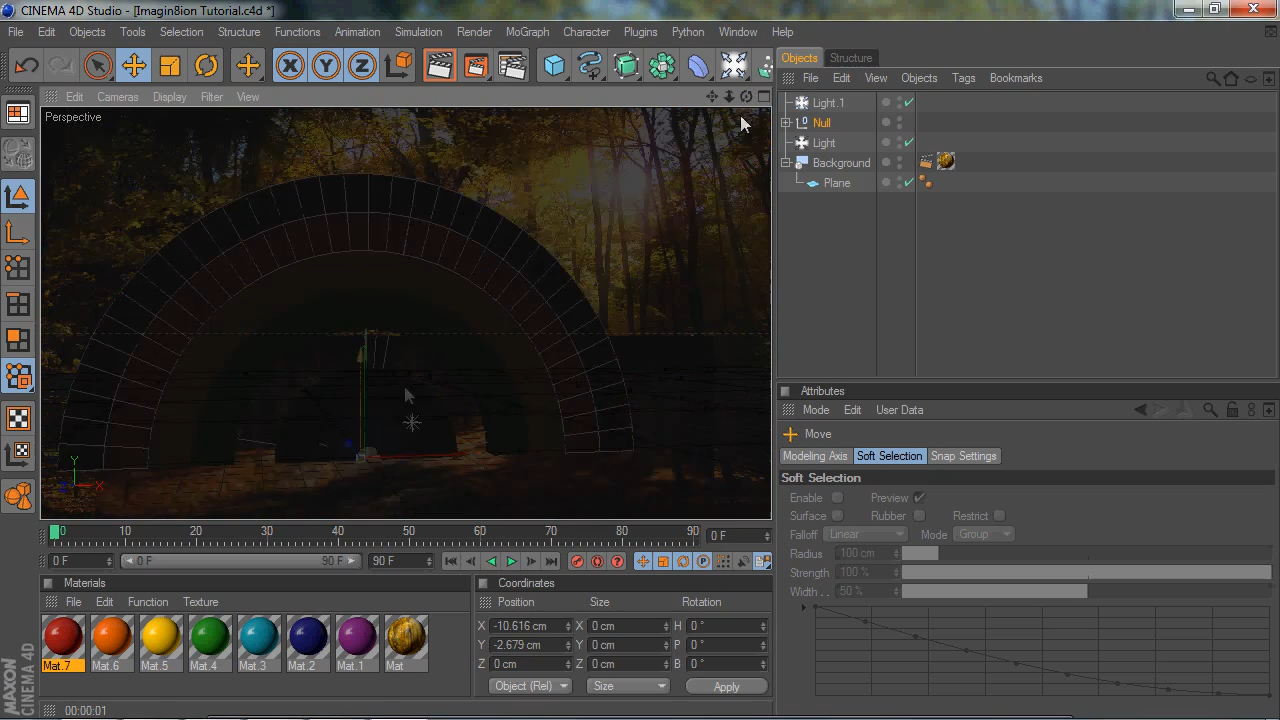 CINEMA 4D Studio - [Imagin8ion Tutorial.c4d *]
File Edit Objects Tools Selection Structure Functions Animation Simulation Render MoGraph Character Plugins Python Window Help
Objects Structure
File Edit View Objects Tags Bookmarks
Edit Cameras Display Filter View
Perspective
Light.1
Null
Light
Background
Plane
Attributes
Mode Edit User Data
Move
Modeling Axis Soft Selection Snap Settings
Soft Selection
Enable Preview
Surface Rubber Restrict
Falloff Linear Mode Group
Radius 100 cm
Strength 100 %
Width . . 50 %
Y
X
0 10 20 30 40 50 60 70 80 90 0 F
0 F 0 F 90 F 90 F
Materials
File Edit Function Texture
Mat.7 Mat.6 Mat.5 Mat.4 Mat.3 Mat.2 Mat.1 Mat
Coordinates
Position Size Rotation
X -10.616 cm X 0 cm H 0 °
Y -2.679 cm Y 0 cm P 0 °
Z 0 cm Z 0 cm B 0 °
Object (Rel) Size Apply
MAXON
CINEMA 4D
00:00:01